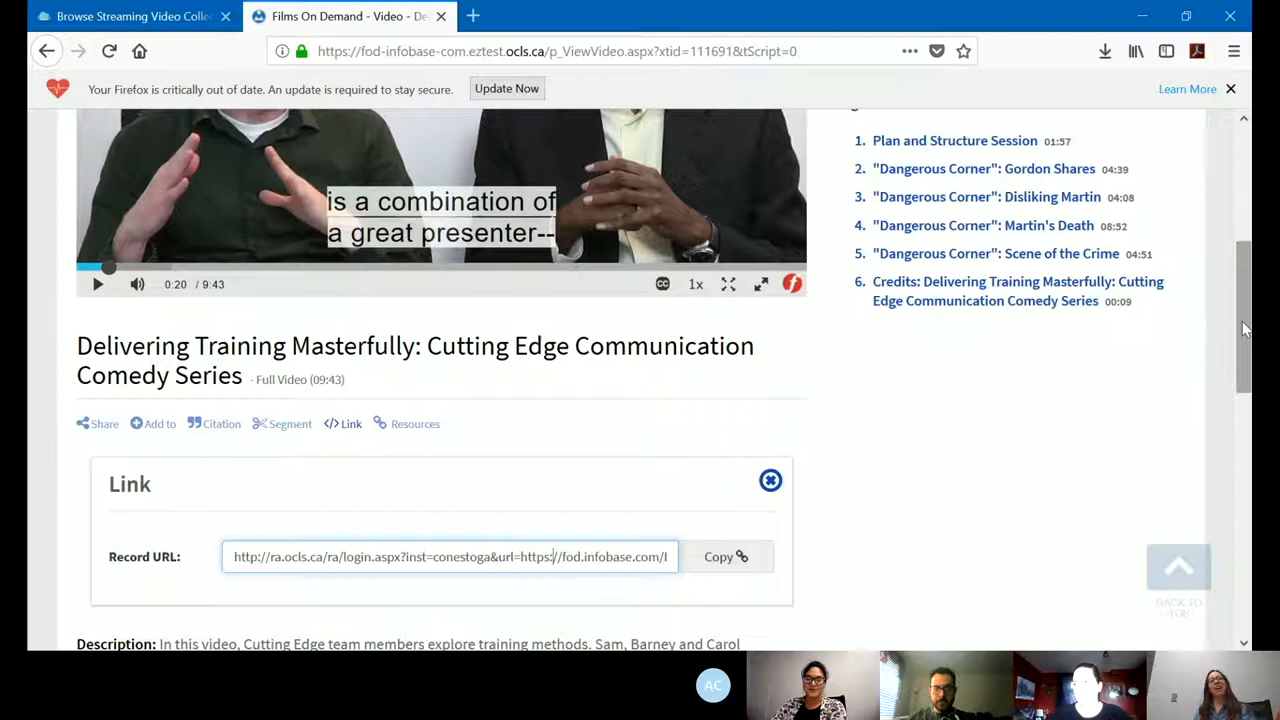 Browse Streaming Video Colle
Films On Demand - Video - De
https://fod-infobase-com.eztest.ocls.ca/p_ViewVideo.aspx?xtid=111691&tScript=0
Your Firefox is critically out of date. An update is required to stay secure.
Update Now
Learn More
is a combination of
a great presenter--
0:20 / 9:43
CC
1x
1. Plan and Structure Session 01:57
2. "Dangerous Corner": Gordon Shares 04:39
3. "Dangerous Corner": Disliking Martin 04:08
4. "Dangerous Corner": Martin's Death 08:52
5. "Dangerous Corner": Scene of the Crime 04:51
6. Credits: Delivering Training Masterfully: Cutting
Edge Communication Comedy Series 00:09
Delivering Training Masterfully: Cutting Edge Communication
Comedy Series - Full Video (09:43)
Share Add to Citation Segment Link Resources
Link
Record URL: http://ra.ocls.ca/ra/login.aspx?inst=conestoga&url=https://fod.infobase.com/ Copy
BACK TO
TOP
Description: In this video, Cutting Edge team members explore training methods. Sam, Barney and Carol
AC